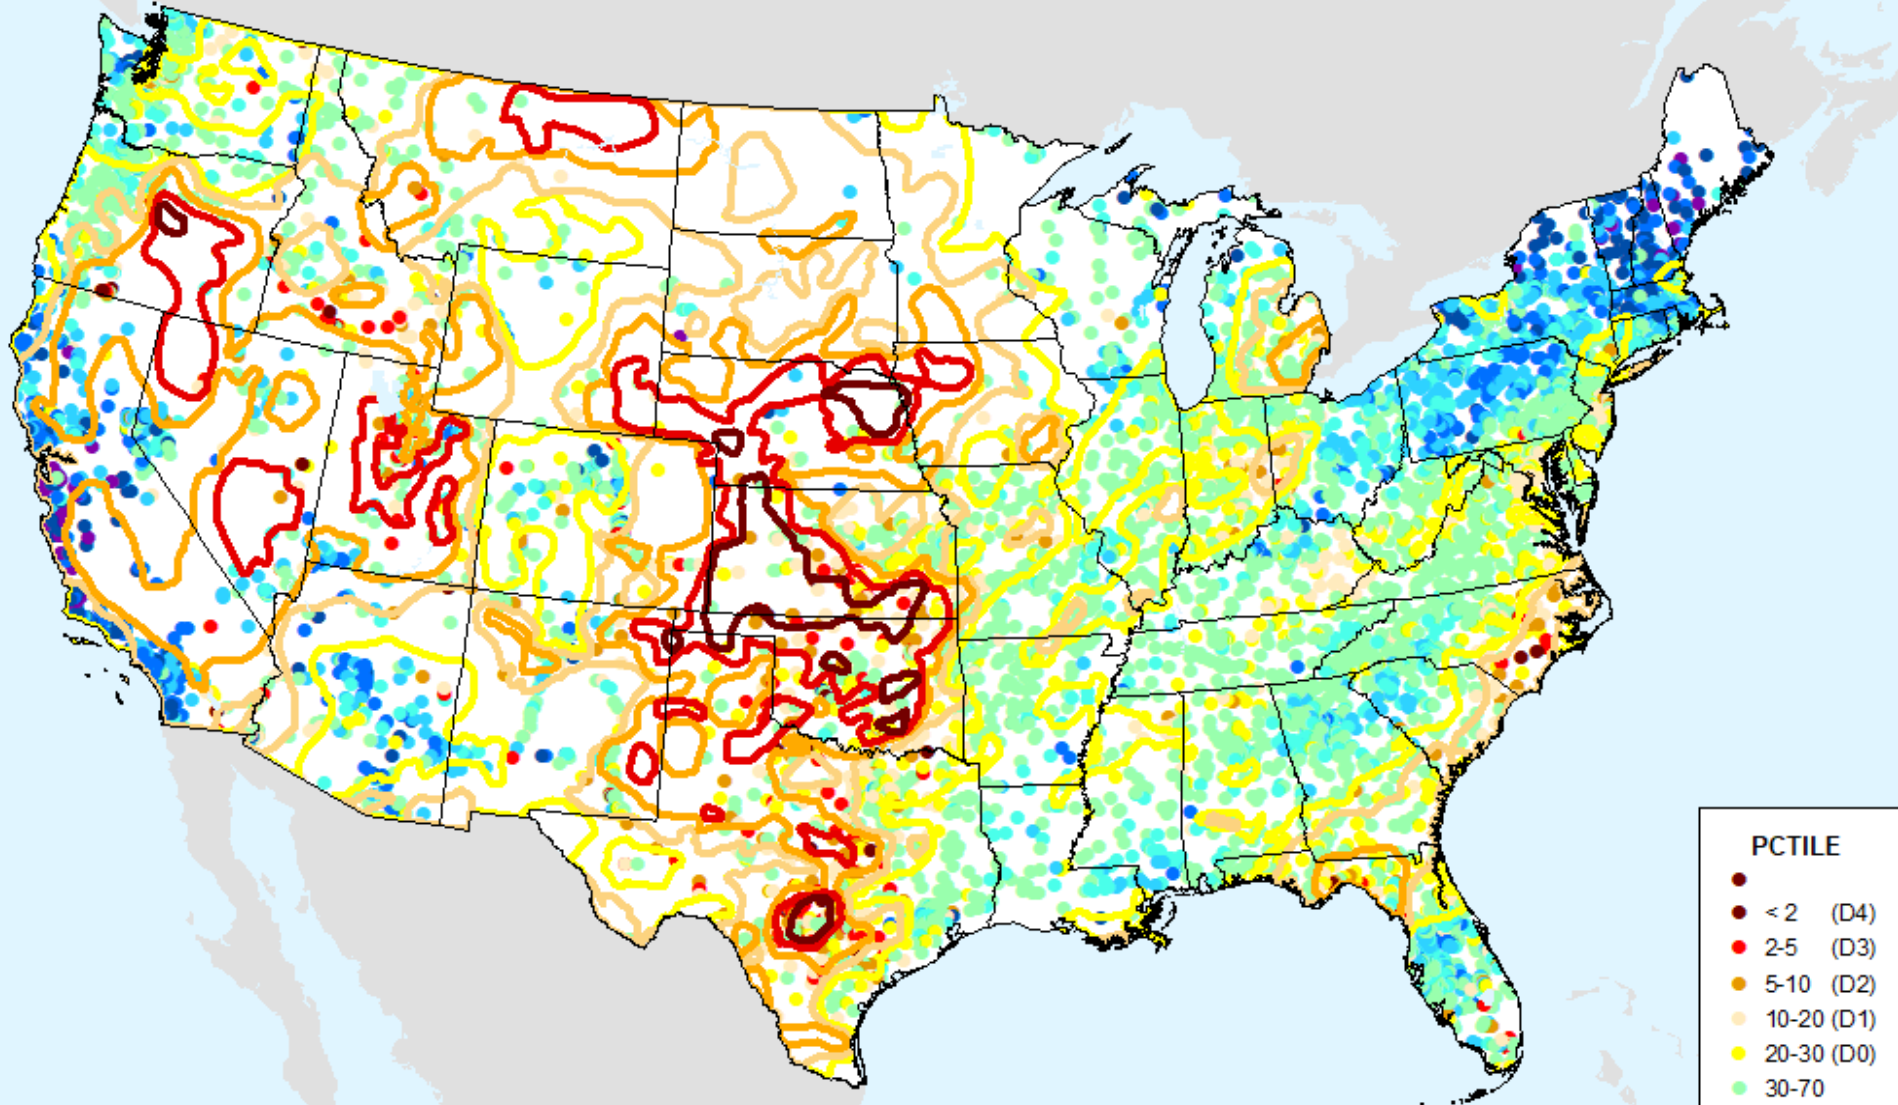 PCTILE
< 2 (D4)
2-5 (D3)
5-10 (D2)
10-20 (D1)
20-30 (D0)
30-70